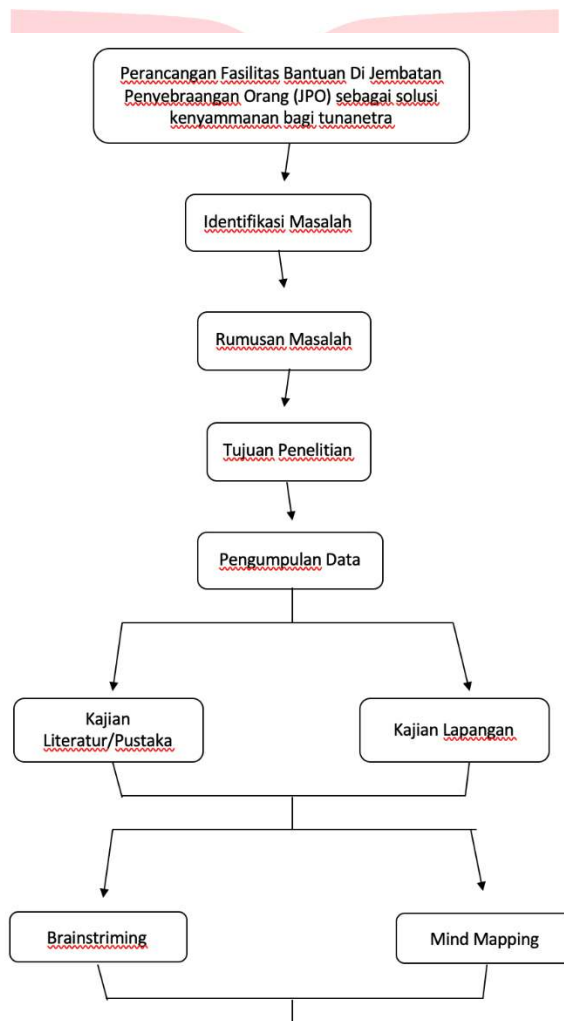 Perancangan Fasilitas Bantuan Di Jembatan
Penyebraangan Orang (JPO) sebagai solusi
kenyammanan bagi tunanetra
Identifikasi Masalah
Rumusan Masalah
Tujuan Penelitian
Pengumpulan Data
Kajian
Literatur/Pustaka
Kajian Lapangan
Brainstriming
Mind Mapping